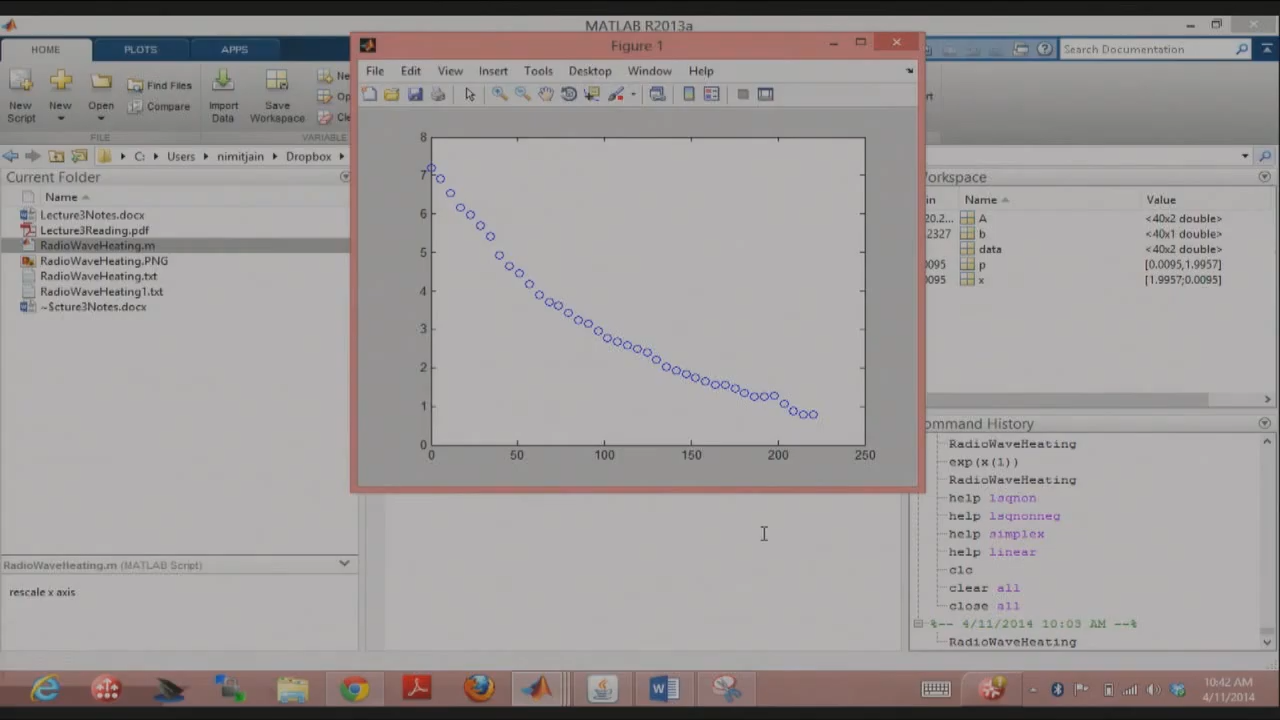 MATLAB R2013a
HOME PLOTS APPS
Search Documentation
Figure 1
File Edit View Insert Tools Desktop Window Help
New Script
New
Open
Find Files
Compare
Import Data
Save Workspace
FILE
VARIABLE
C: Users nimitjain Dropbox
Current Folder
Name
Lecture3Notes.docx
Lecture3Reading.pdf
RadioWaveHeating.m
RadioWaveHeating.PNG
RadioWaveHeating.txt
RadioWaveHeating1.txt
~$cture3Notes.docx
RadioWaveHeating.m (MATLAB Script)
rescale x axis
8
7
6
5
4
3
2
1
0
0 50 100 150 200 250
Name Value
A <40x2 double>
b <40x1 double>
data <40x2 double>
p [0.0095,1.9957]
x [1.9957;0.0095]
RadioWaveHeating
exp(x(1))
RadioWaveHeating
help lsqnon
help lsqnonneg
help simplex
help linear
clc
clear all
close all
%-- 4/11/2014 10:03 AM --%
RadioWaveHeating
10:42 AM
4/11/2014